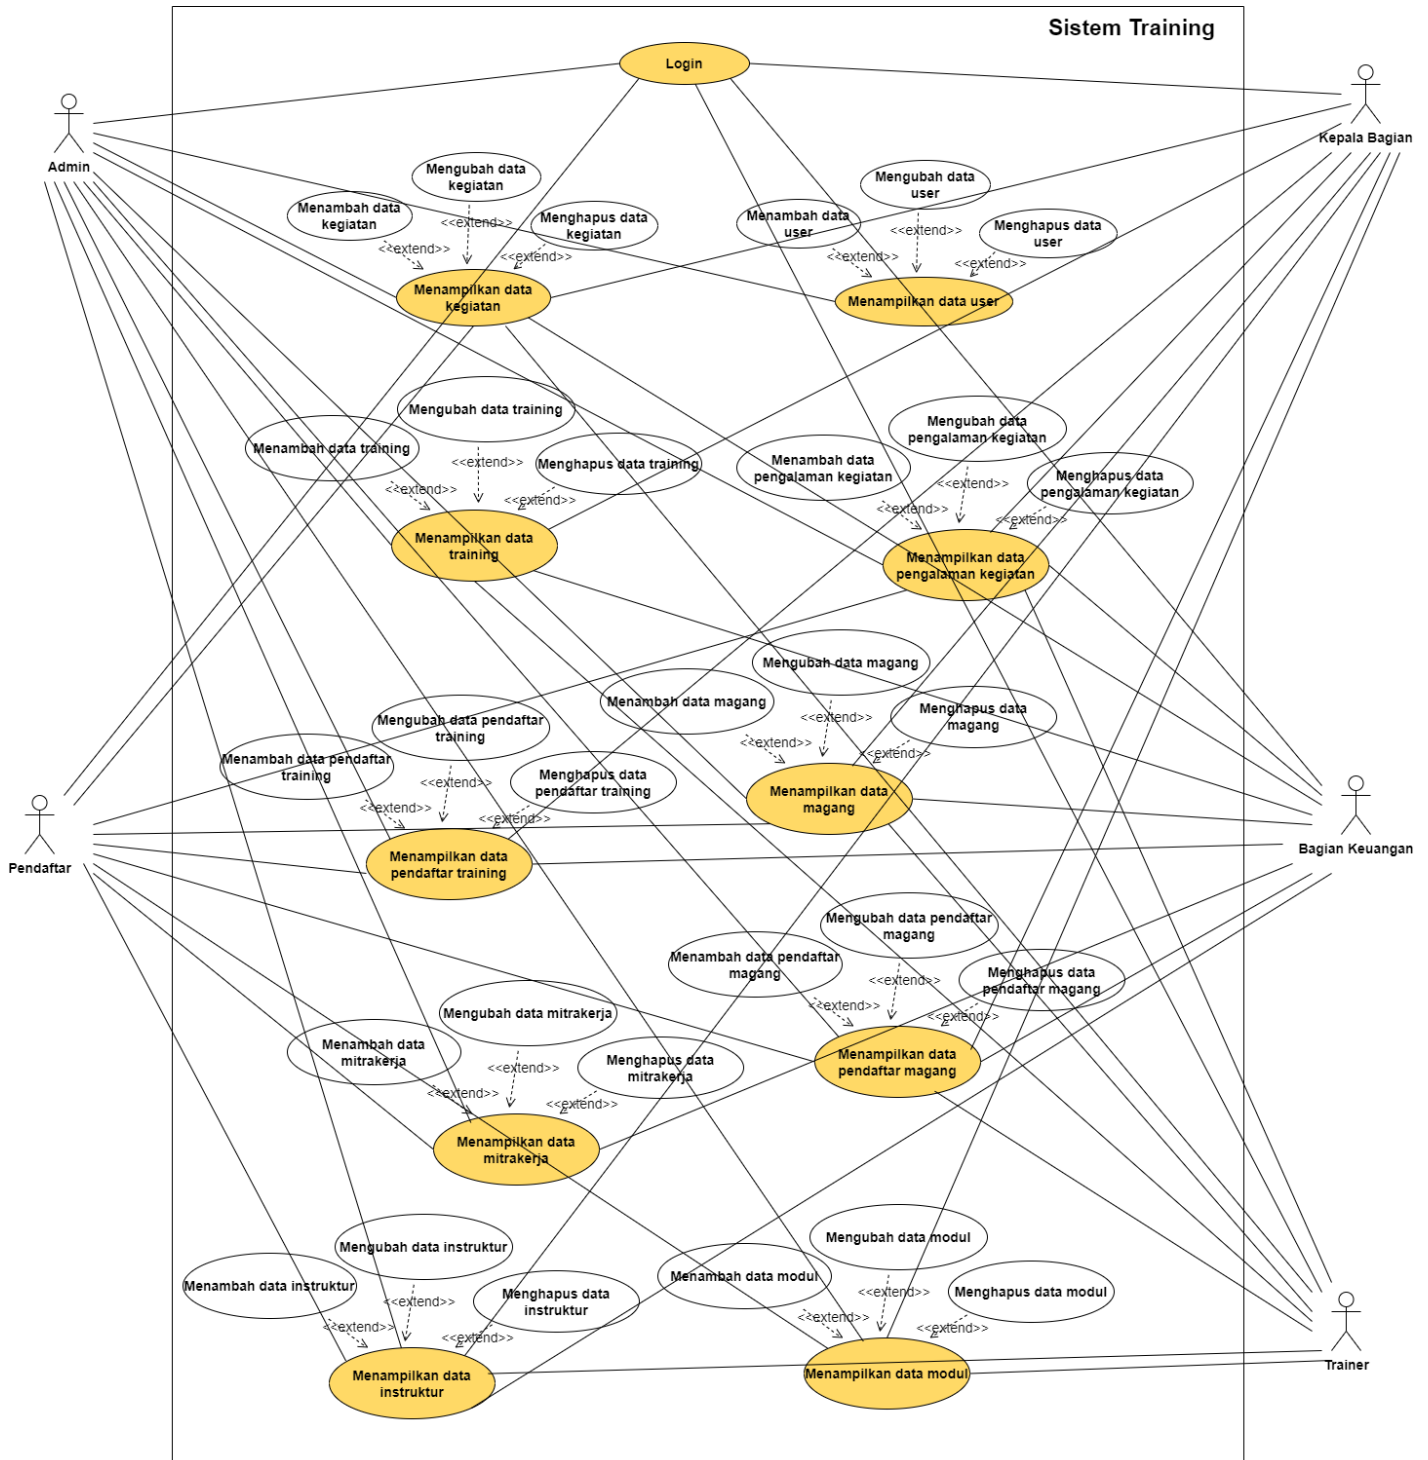 Sistem Training
Login
Admin
Kepala Bagian
Mengubah data
kegiatan
Menambah data
kegiatan
Menghapus data
kegiatan
<<extend>>
<<extend>>
<<extend>>
Menampilkan data
kegiatan
Mengubah data
user
Menambah data
user
Menghapus data
user
<<extend>>
<<extend>>
<<extend>>
Menampilkan data user
Mengubah data training
Menambah data training
Menghapus data training
<<extend>>
<<extend>>
<<extend>>
Menampilkan data
training
Mengubah data
pengalaman kegiatan
Menambah data
pengalaman kegiatan
Menghapus data
pengalaman kegiatan
<<extend>>
<<extend>>
<<extend>>
Menampilkan data
pengalaman kegiatan
Mengubah data magang
Menambah data magang
Menghapus data
magang
<<extend>>
<<extend>>
<<extend>>
Menampilkan data
magang
Mengubah data pendaftar
training
Menambah data pendaftar
training
Menghapus data
pendaftar training
<<extend>>
<<extend>>
<<extend>>
Menampilkan data
pendaftar training
Pendaftar
Bagian Keuangan
Mengubah data pendaftar
magang
Menambah data pendaftar
magang
Menghapus data
pendaftar magang
<<extend>>
<<extend>>
<<extend>>
Menampilkan data
pendaftar magang
Mengubah data mitrakerja
Menambah data
mitrakerja
Menghapus data
mitrakerja
<<extend>>
<<extend>>
<<extend>>
Menampilkan data
mitrakerja
Mengubah data instruktur
Menambah data instruktur
Menghapus data
instruktur
<<extend>>
<<extend>>
<<extend>>
Menampilkan data
instruktur
Mengubah data modul
Menambah data modul
Menghapus data modul
<<extend>>
<<extend>>
<<extend>>
Menampilkan data modul
Trainer